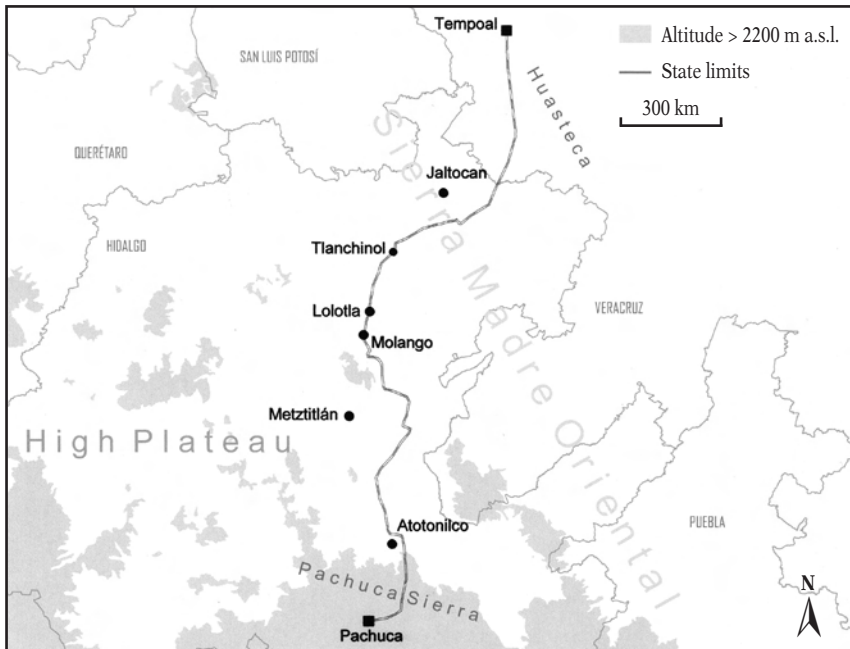 Tempoal
Altitude > 2200 m a.s.l.
SAN LUIS POTOSÍ
State limits
Huasteca
300 km
Sierra Madre Oriental
QUERÉTARO
Jaltocan
HIDALGO
Tlanchinol
Lolotla
VERACRUZ
Molango
Metztitlán
High Plateau
PUEBLA
Atotonilco
Pachuca Sierra
N
Pachuca